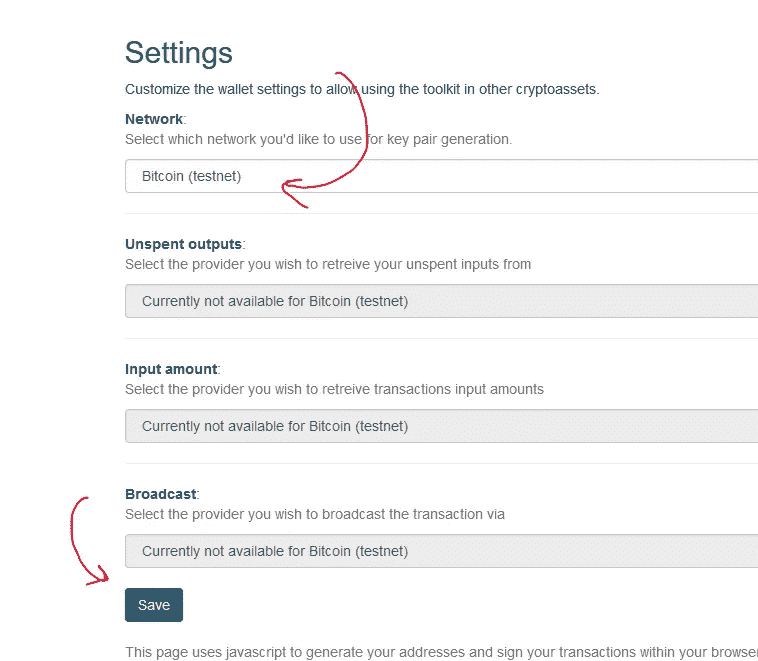 Settings
Customize the wallet settings to allow using the toolkit in other cryptoassets.
Network:
Select which network you'd like to use for key pair generation.
Bitcoin (testnet)
Unspent outputs:
Select the provider you wish to retreive your unspent inputs from
Currently not available for Bitcoin (testnet)
Input amount:
Select the provider you wish to retreive transactions input amounts
Currently not available for Bitcoin (testnet)
Broadcast:
Select the provider you wish to broadcast the transaction via
Currently not available for Bitcoin (testnet)
Save
This page uses javascript to generate your addresses and sign your transactions within your browse